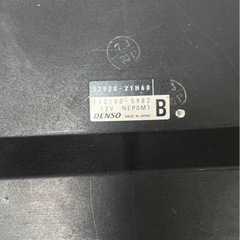 32920-21H60
112100-5982
12V NEP0M1
DENSO MADE IN JAPAN
B